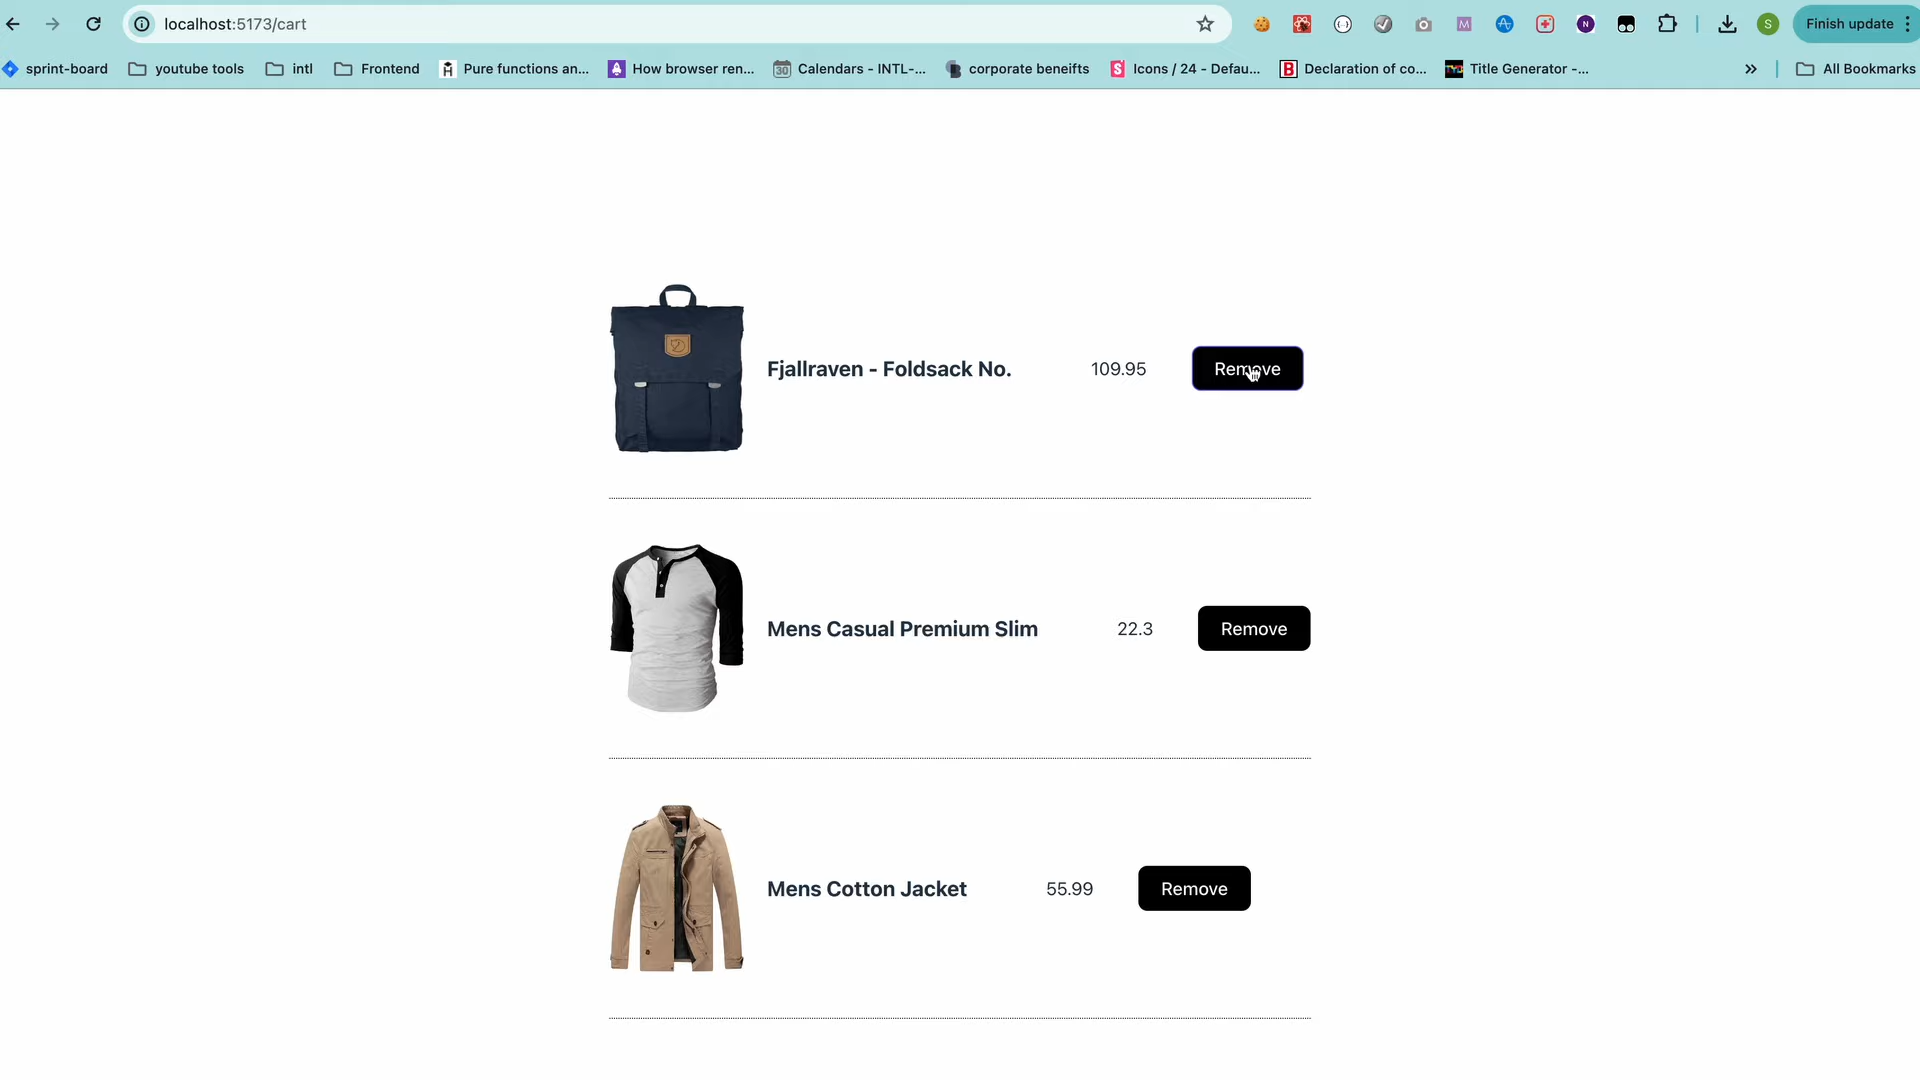 localhost:5173/cart
Finish update
S
sprint-board
youtube tools
intl
Frontend
Pure functions an...
How browser ren...
30
Calendars - INTL-...
corporate beneifts
Icons / 24 - Defau...
Declaration of co...
Title Generator -...
All Bookmarks
Fjallraven - Foldsack No. 109.95 Remove
Mens Casual Premium Slim 22.3 Remove
Mens Cotton Jacket 55.99 Remove